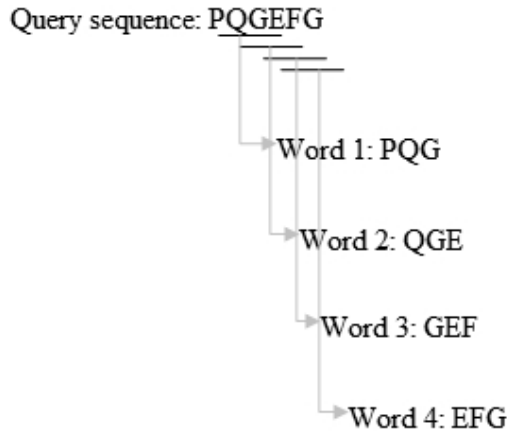 Query sequence: PQGEFG
Word 1: PQG
Word 2: QGE
Word 3: GEF
Word 4: EFG